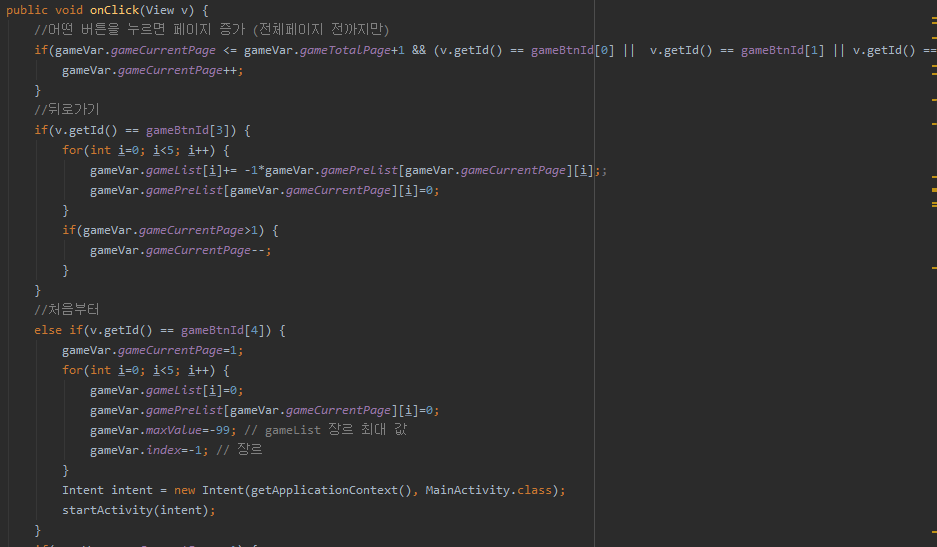 public void onClick(View v) {
//어떤 버튼을 누르면 페이지 증가 (전체페이지 전까지만)
if(gameVar.gameCurrentPage <= gameVar.gameTotalPage+1 && (v.getId() == gameBtnId[0] ||  v.getId() == gameBtnId[1] || v.getId() ==
gameVar.gameCurrentPage++;
}
//뒤로가기
if(v.getId() == gameBtnId[3]) {
for(int i=0; i<5; i++) {
gameVar.gameList[i]+= -1*gameVar.gamePreList[gameVar.gameCurrentPage][i];;
gameVar.gamePreList[gameVar.gameCurrentPage][i]=0;
}
if(gameVar.gameCurrentPage>1) {
gameVar.gameCurrentPage--;
}
}
//처음부터
else if(v.getId() == gameBtnId[4]) {
gameVar.gameCurrentPage=1;
for(int i=0; i<5; i++) {
gameVar.gameList[i]=0;
gameVar.gamePreList[gameVar.gameCurrentPage][i]=0;
gameVar.maxValue=-99; // gameList 장르 최대 값
gameVar.index=-1; // 장르
}
Intent intent = new Intent(getApplicationContext(), MainActivity.class);
startActivity(intent);
}